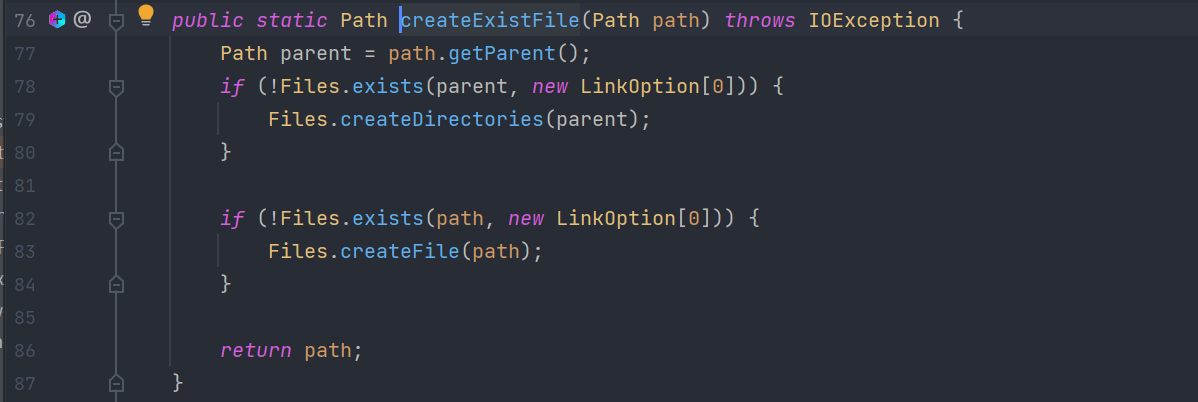 76 @ public static Path createExistFile(Path path) throws IOException {
77 Path parent = path.getParent();
78 if (!Files.exists(parent, new LinkOption[0])) {
79 Files.createDirectories(parent);
80 }
81
82 if (!Files.exists(path, new LinkOption[0])) {
83 Files.createFile(path);
84 }
85
86 return path;
87 }